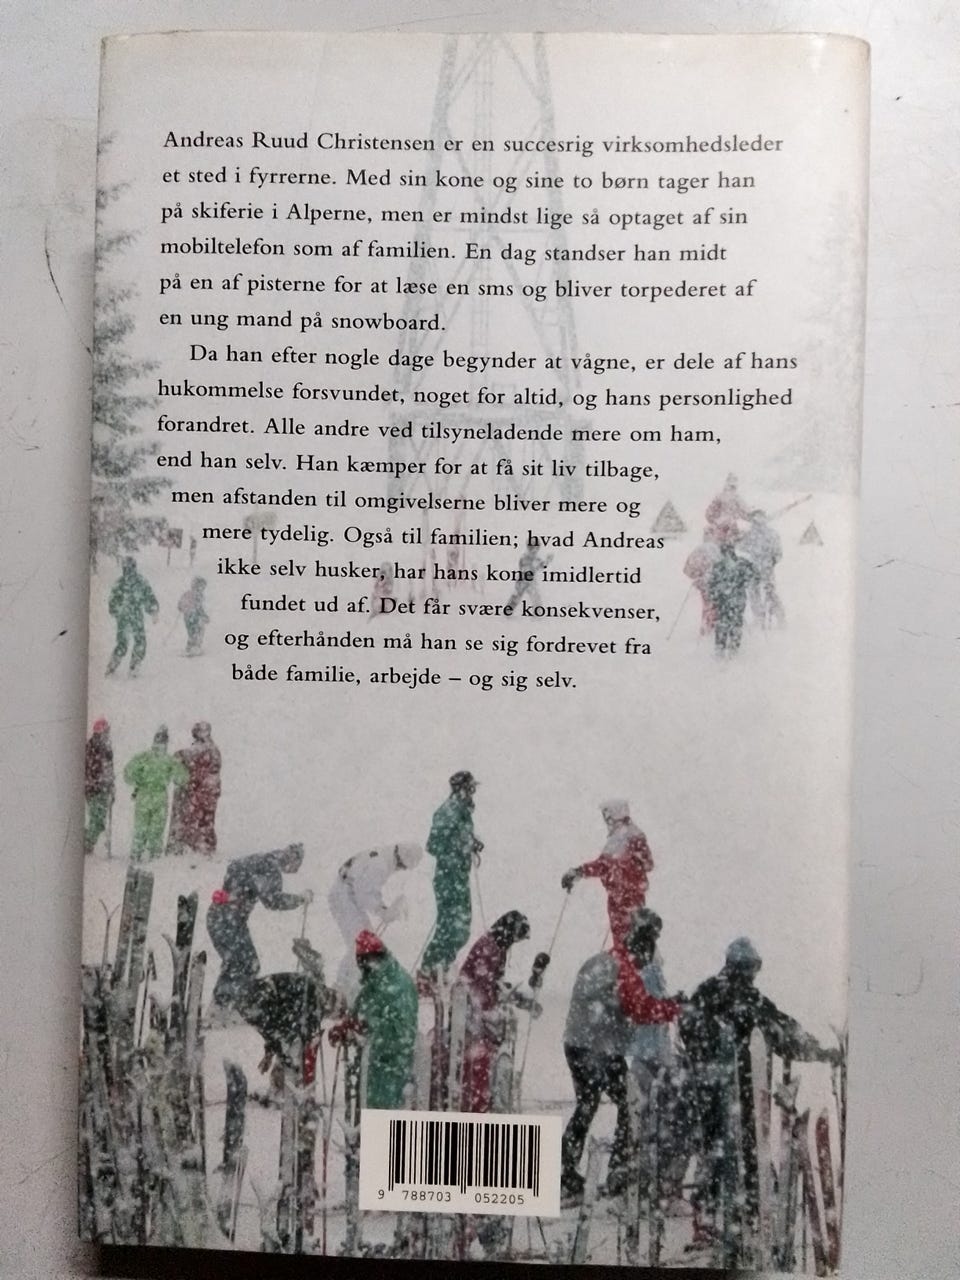 Andreas Ruud Christensen er en succesrig virksomhedsleder
et sted i fyrrerne. Med sin kone og sine to børn tager han
på skiferie i Alperne, men er mindst lige så optaget af sin
mobiltelefon som af familien. En dag standser han midt
på en af pisterne for at læse en sms og bliver torpederet af
en ung mand på snowboard.
Da han efter nogle dage begynder at vågne, er dele af hans
hukommelse forsvundet, noget for altid, og hans personlighed
forandret. Alle andre ved tilsyneladende mere om ham,
end han selv. Han kæmper for at få sit liv tilbage,
men afstanden til omgivelserne bliver mere og
mere tydelig. Også til familien; hvad Andreas
ikke selv husker, har hans kone imidlertid
fundet ud af. Det får svære konsekvenser,
og efterhånden må han se sig fordrevet fra
både familie, arbejde – og sig selv.
9 788703 052205